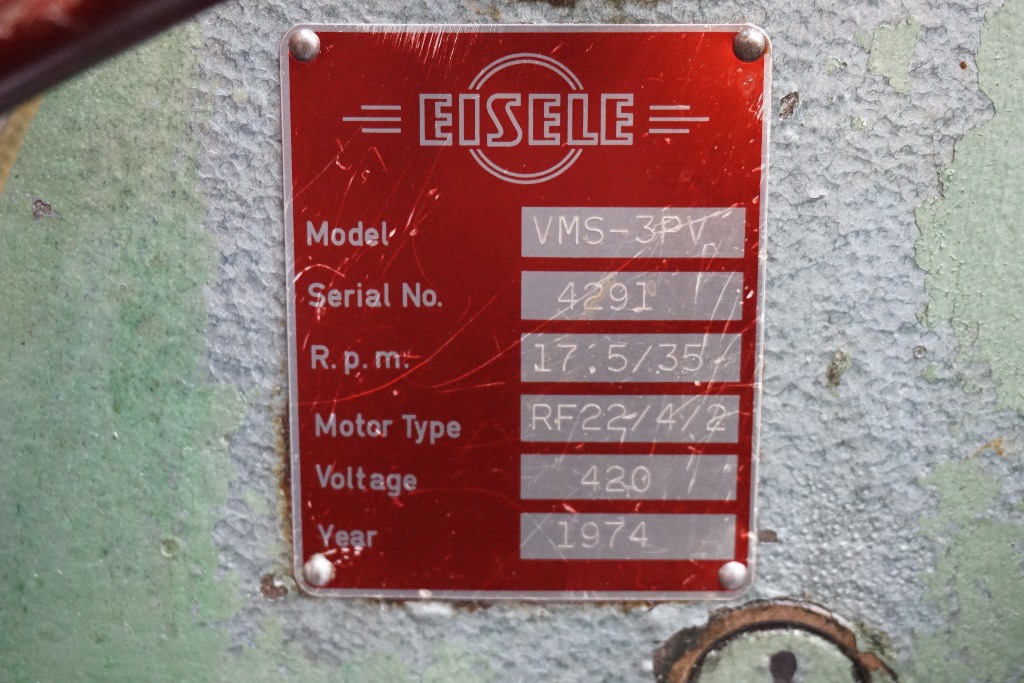 EISELE
Model VMS-3PV
Serial No. 4291
R.p.m. 17.5/35
Motor Type RF22/4/2
Voltage 420
Year 1974